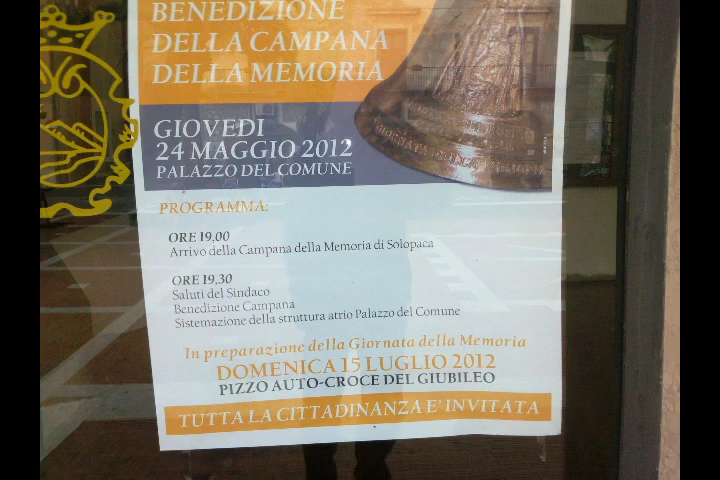 BENEDIZIONE
DELLA CAMPANA
DELLA MEMORIA
GIOVEDI
24 MAGGIO 2012
PALAZZO DEL COMUNE
PROGRAMMA:
ORE 19,00
Arrivo della Campana della Memoria di Solopaca
ORE 19,30
Saluti del Sindaco
Benedizione Campana
Sistemazione della struttura atrio Palazzo del Comune
In preparazione della Giornata della Memoria
DOMENICA 15 LUGLIO 2012
PIZZO AUTO-CROCE DEL GIUBILEO
TUTTA LA CITTADINANZA E' INVITATA